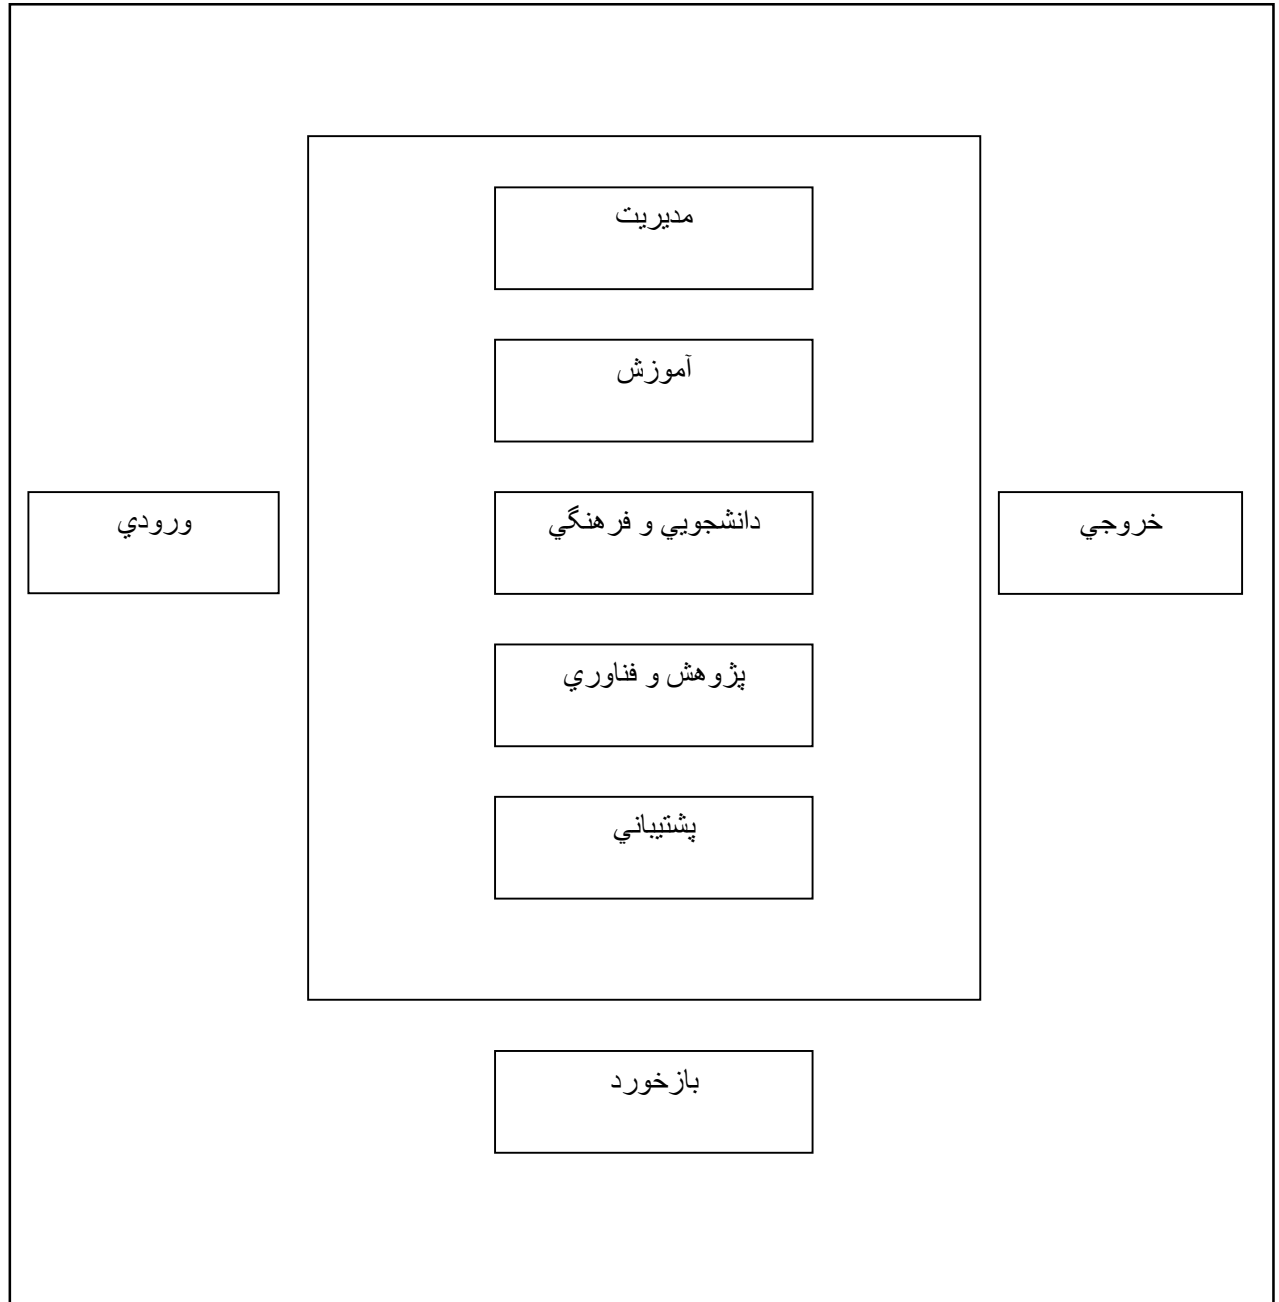 مديريت
آموزش
ورودي
دانشجويي و فرهنگي
خروجي
پژوهش و فناوري
پشتيباني
بازخورد